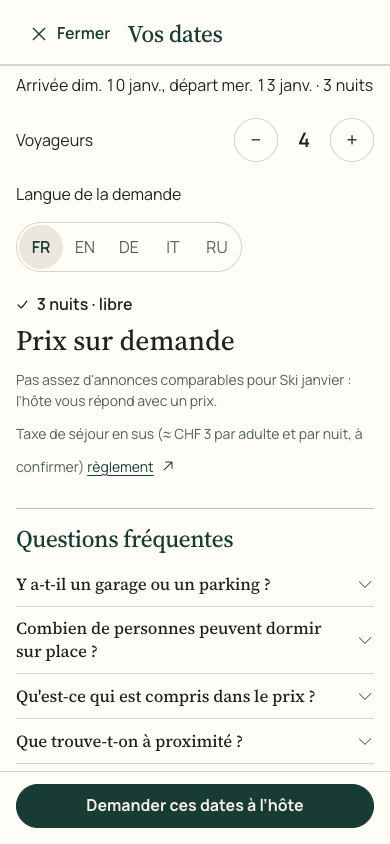 Fermer Vos dates
Arrivée dim. 10 janv., départ mer. 13 janv. · 3 nuits
Voyageurs − 4 +
Langue de la demande
FR EN DE IT RU
3 nuits · libre
Prix sur demande
Pas assez d'annonces comparables pour Ski janvier :
l'hôte vous répond avec un prix.
Taxe de séjour en sus (≈ CHF 3 par adulte et par nuit, à
confirmer) règlement ↗
Questions fréquentes
Y a-t-il un garage ou un parking ?
Combien de personnes peuvent dormir
sur place ?
Qu'est-ce qui est compris dans le prix ?
Que trouve-t-on à proximité ?
Demander ces dates à l'hôte